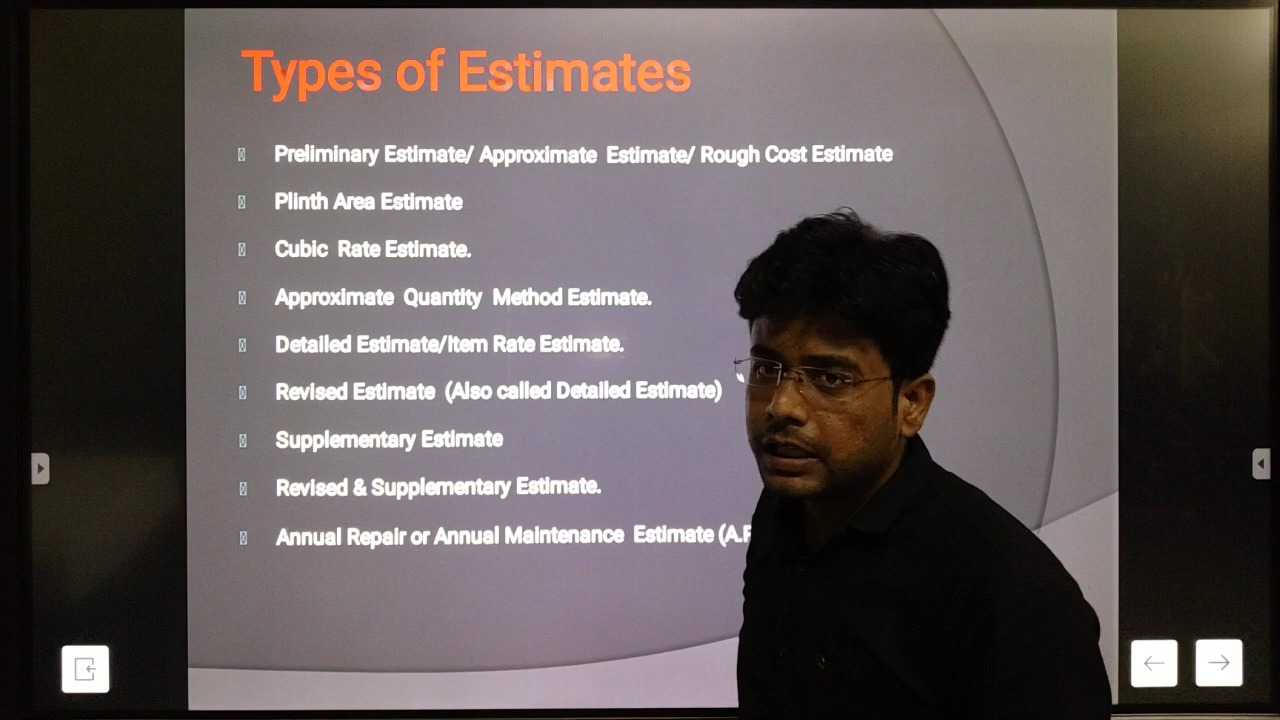 Types of Estimates
Preliminary Estimate/ Approximate Estimate/ Rough Cost Estimate
Plinth Area Estimate
Cubic Rate Estimate.
Approximate Quantity Method Estimate.
Detailed Estimate/Item Rate Estimate.
Revised Estimate (Also called Detailed Estimate)
Supplementary Estimate
Revised & Supplementary Estimate.
Annual Repair or Annual Maintenance Estimate